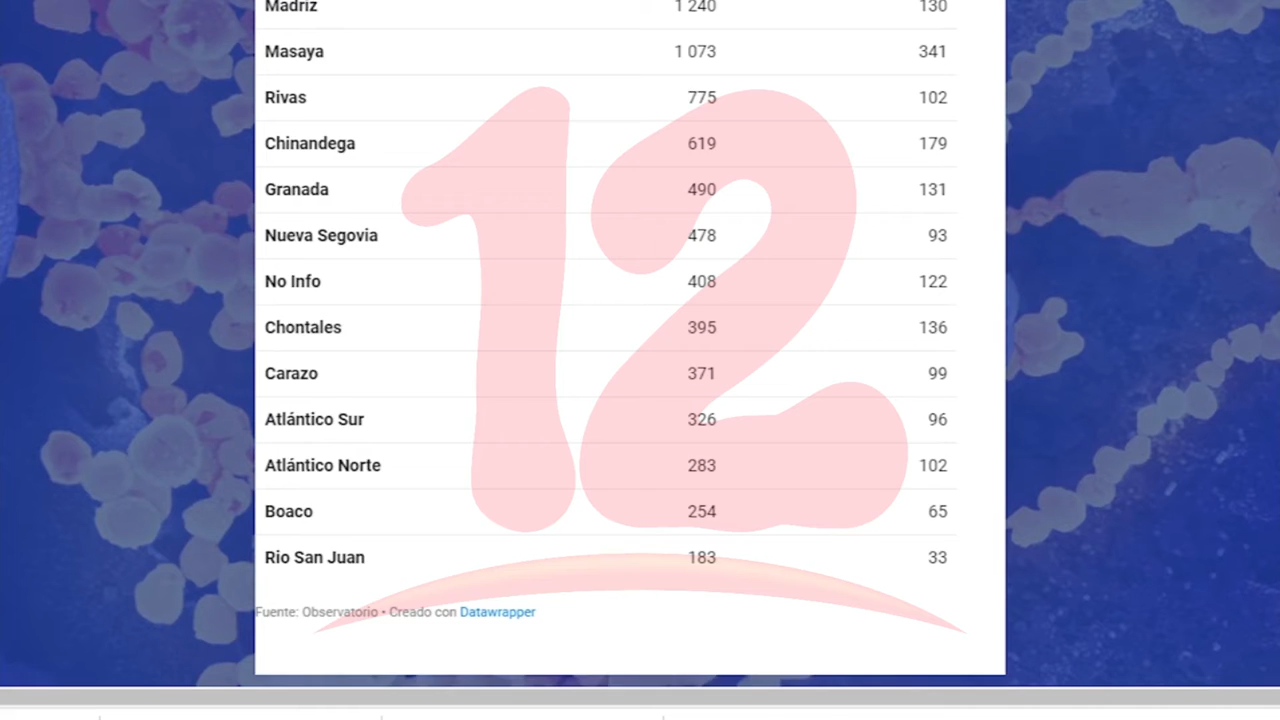 Madriz 1 240 130
Masaya 1 073 341
Rivas 775 102
Chinandega 619 179
Granada 490 131
Nueva Segovia 478 93
No Info 408 122
Chontales 395 136
Carazo 371 99
Atlántico Sur 326 96
Atlántico Norte 283 102
Boaco 254 65
Rio San Juan 183 33
Fuente: Observatorio • Creado con Datawrapper
12